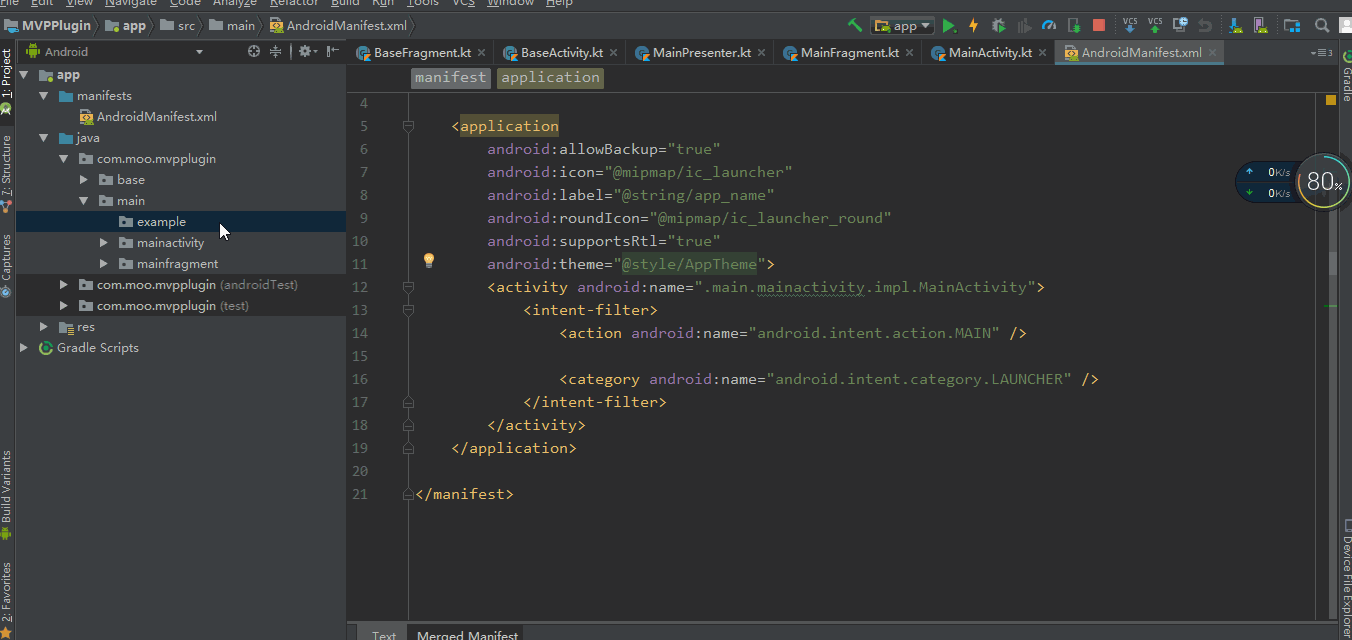 File Edit View Navigate Code Analyze Refactor Build Run Tools VCS Window Help
MVPPlugin app src main AndroidManifest.xml app VCS VCS
1: Project
7: Structure
Captures
Build Variants
2: Favorites
Android
app
manifests
AndroidManifest.xml
java
com.moo.mvpplugin
base
main
example
mainactivity
mainfragment
com.moo.mvpplugin (androidTest)
com.moo.mvpplugin (test)
res
Gradle Scripts
BaseFragment.kt BaseActivity.kt MainPresenter.kt MainFragment.kt MainActivity.kt AndroidManifest.xml 3
manifest application
4
5 <application
6 android:allowBackup="true"
7 android:icon="@mipmap/ic_launcher"
8 android:label="@string/app_name"
9 android:roundIcon="@mipmap/ic_launcher_round"
10 android:supportsRtl="true"
11 android:theme="@style/AppTheme">
12 <activity android:name=".main.mainactivity.impl.MainActivity">
13 <intent-filter>
14 <action android:name="android.intent.action.MAIN" />
15
16 <category android:name="android.intent.category.LAUNCHER" />
17 </intent-filter>
18 </activity>
19 </application>
20
21 </manifest>
Text Merged Manifest
0K/s
0K/s
80%
Gradle
Device File Explorer